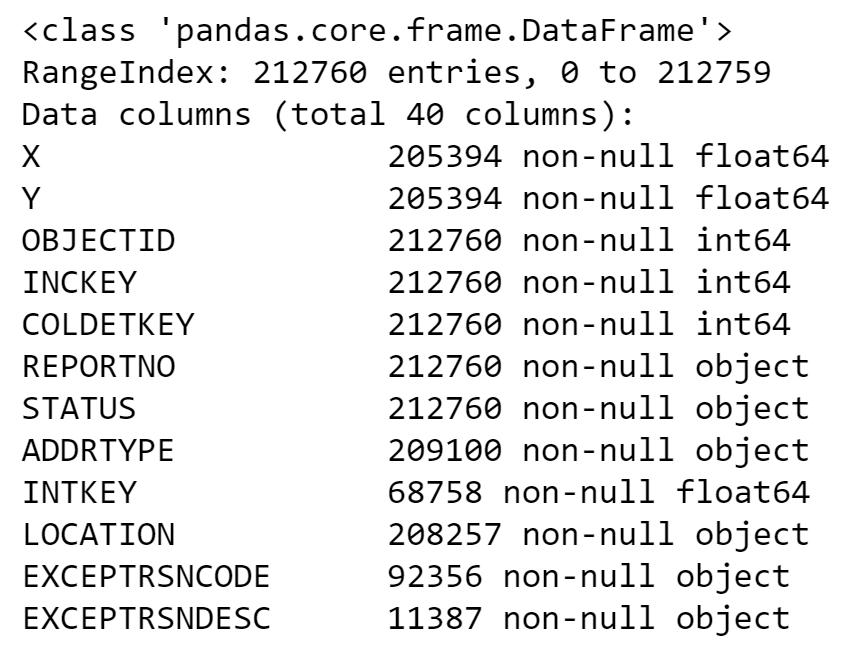 <class 'pandas.core.frame.DataFrame'>
RangeIndex: 212760 entries, 0 to 212759
Data columns (total 40 columns):
X                  205394 non-null float64
Y                  205394 non-null float64
OBJECTID           212760 non-null int64
INCKEY             212760 non-null int64
COLDETKEY          212760 non-null int64
REPORTNO           212760 non-null object
STATUS             212760 non-null object
ADDRTYPE           209100 non-null object
INTKEY             68758 non-null float64
LOCATION           208257 non-null object
EXCEPTRSNCODE      92356 non-null object
EXCEPTRSNDESC      11387 non-null object